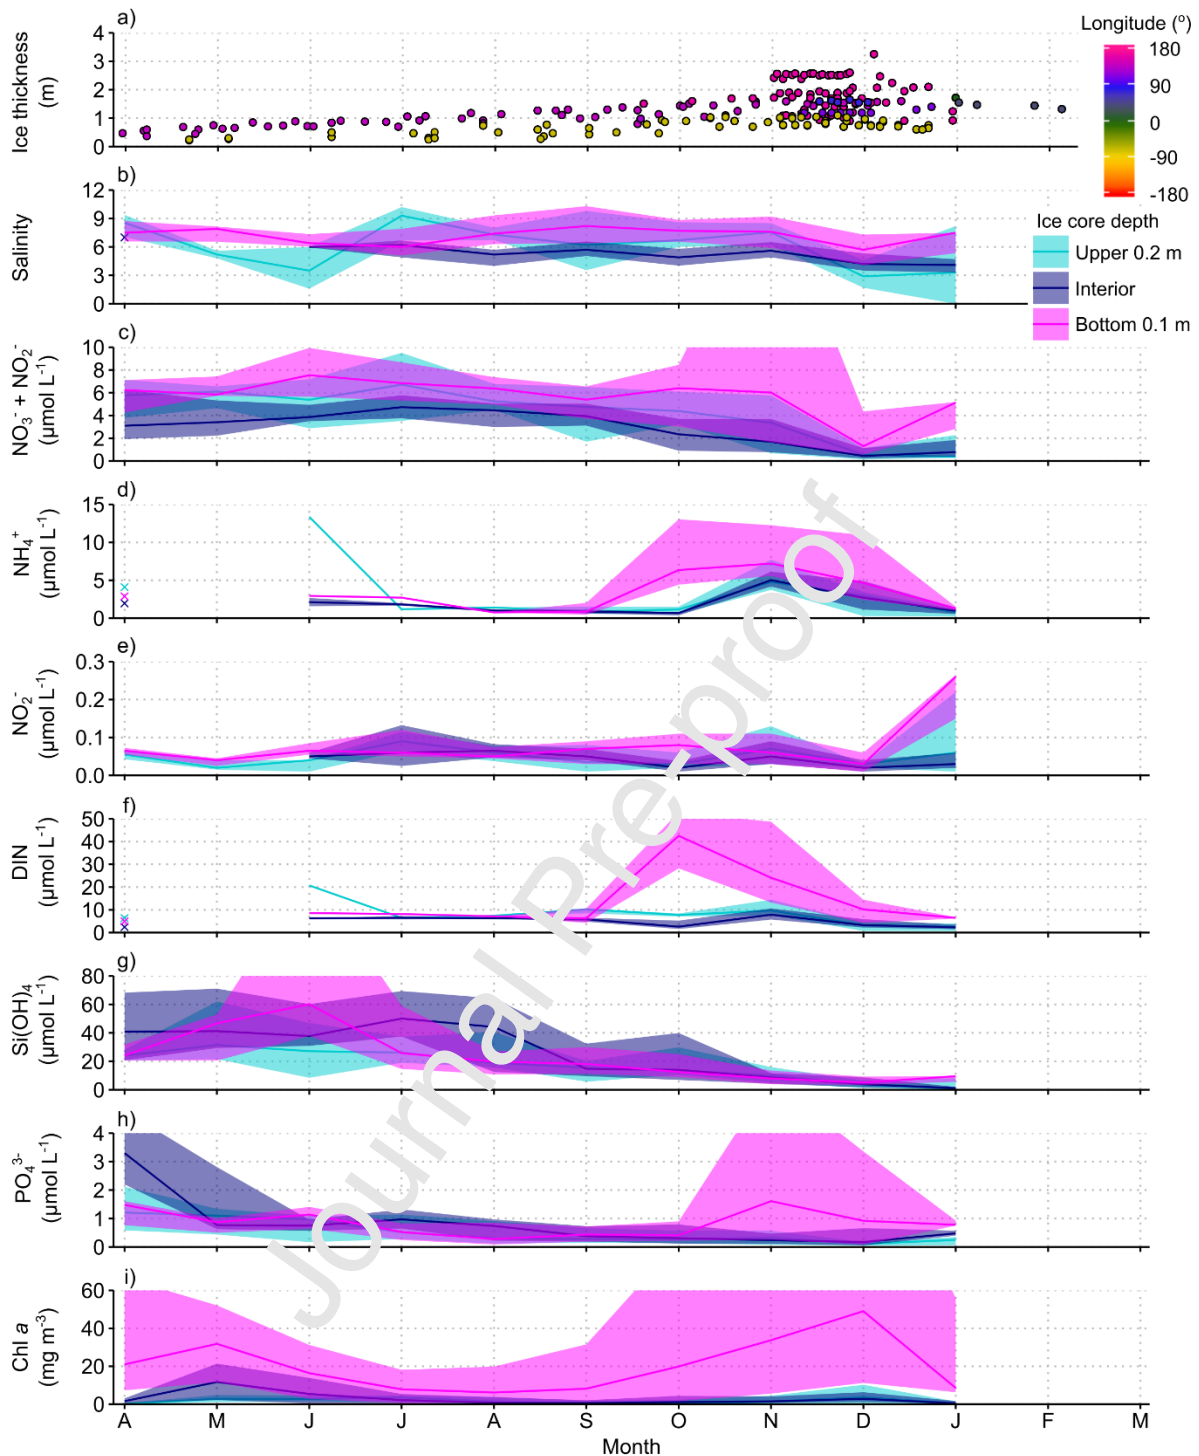 a)
Ice thickness
(m)
4
3
2
1
0
Longitude (°)
180
90
0
-90
-180
b)
Salinity
12
9
6
3
0
Ice core depth
Upper 0.2 m
Interior
Bottom 0.1 m
c)
NO₃⁻ + NO₂⁻
(µmol L⁻¹)
10
8
6
4
2
0
d)
NH₄⁺
(µmol L⁻¹)
15
10
5
0
e)
NO₂⁻
(µmol L⁻¹)
0.3
0.2
0.1
0.0
f)
DIN
(µmol L⁻¹)
50
40
30
20
10
0
g)
Si(OH)₄
(µmol L⁻¹)
80
60
40
20
0
h)
PO₄³⁻
(µmol L⁻¹)
4
3
2
1
0
i)
Chl a
(mg m⁻³)
60
40
20
0
A M J J A S O N D J F M
Month
Journal Pre-proof